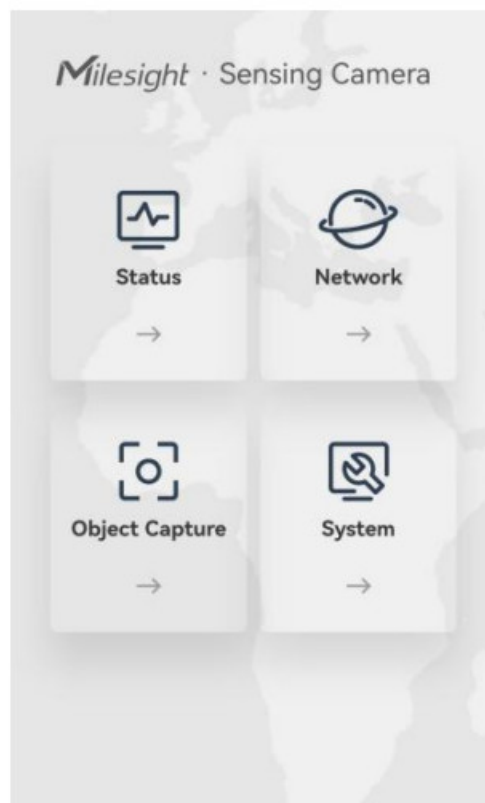 Milesight · Sensing Camera
Status
Network
Object Capture
System